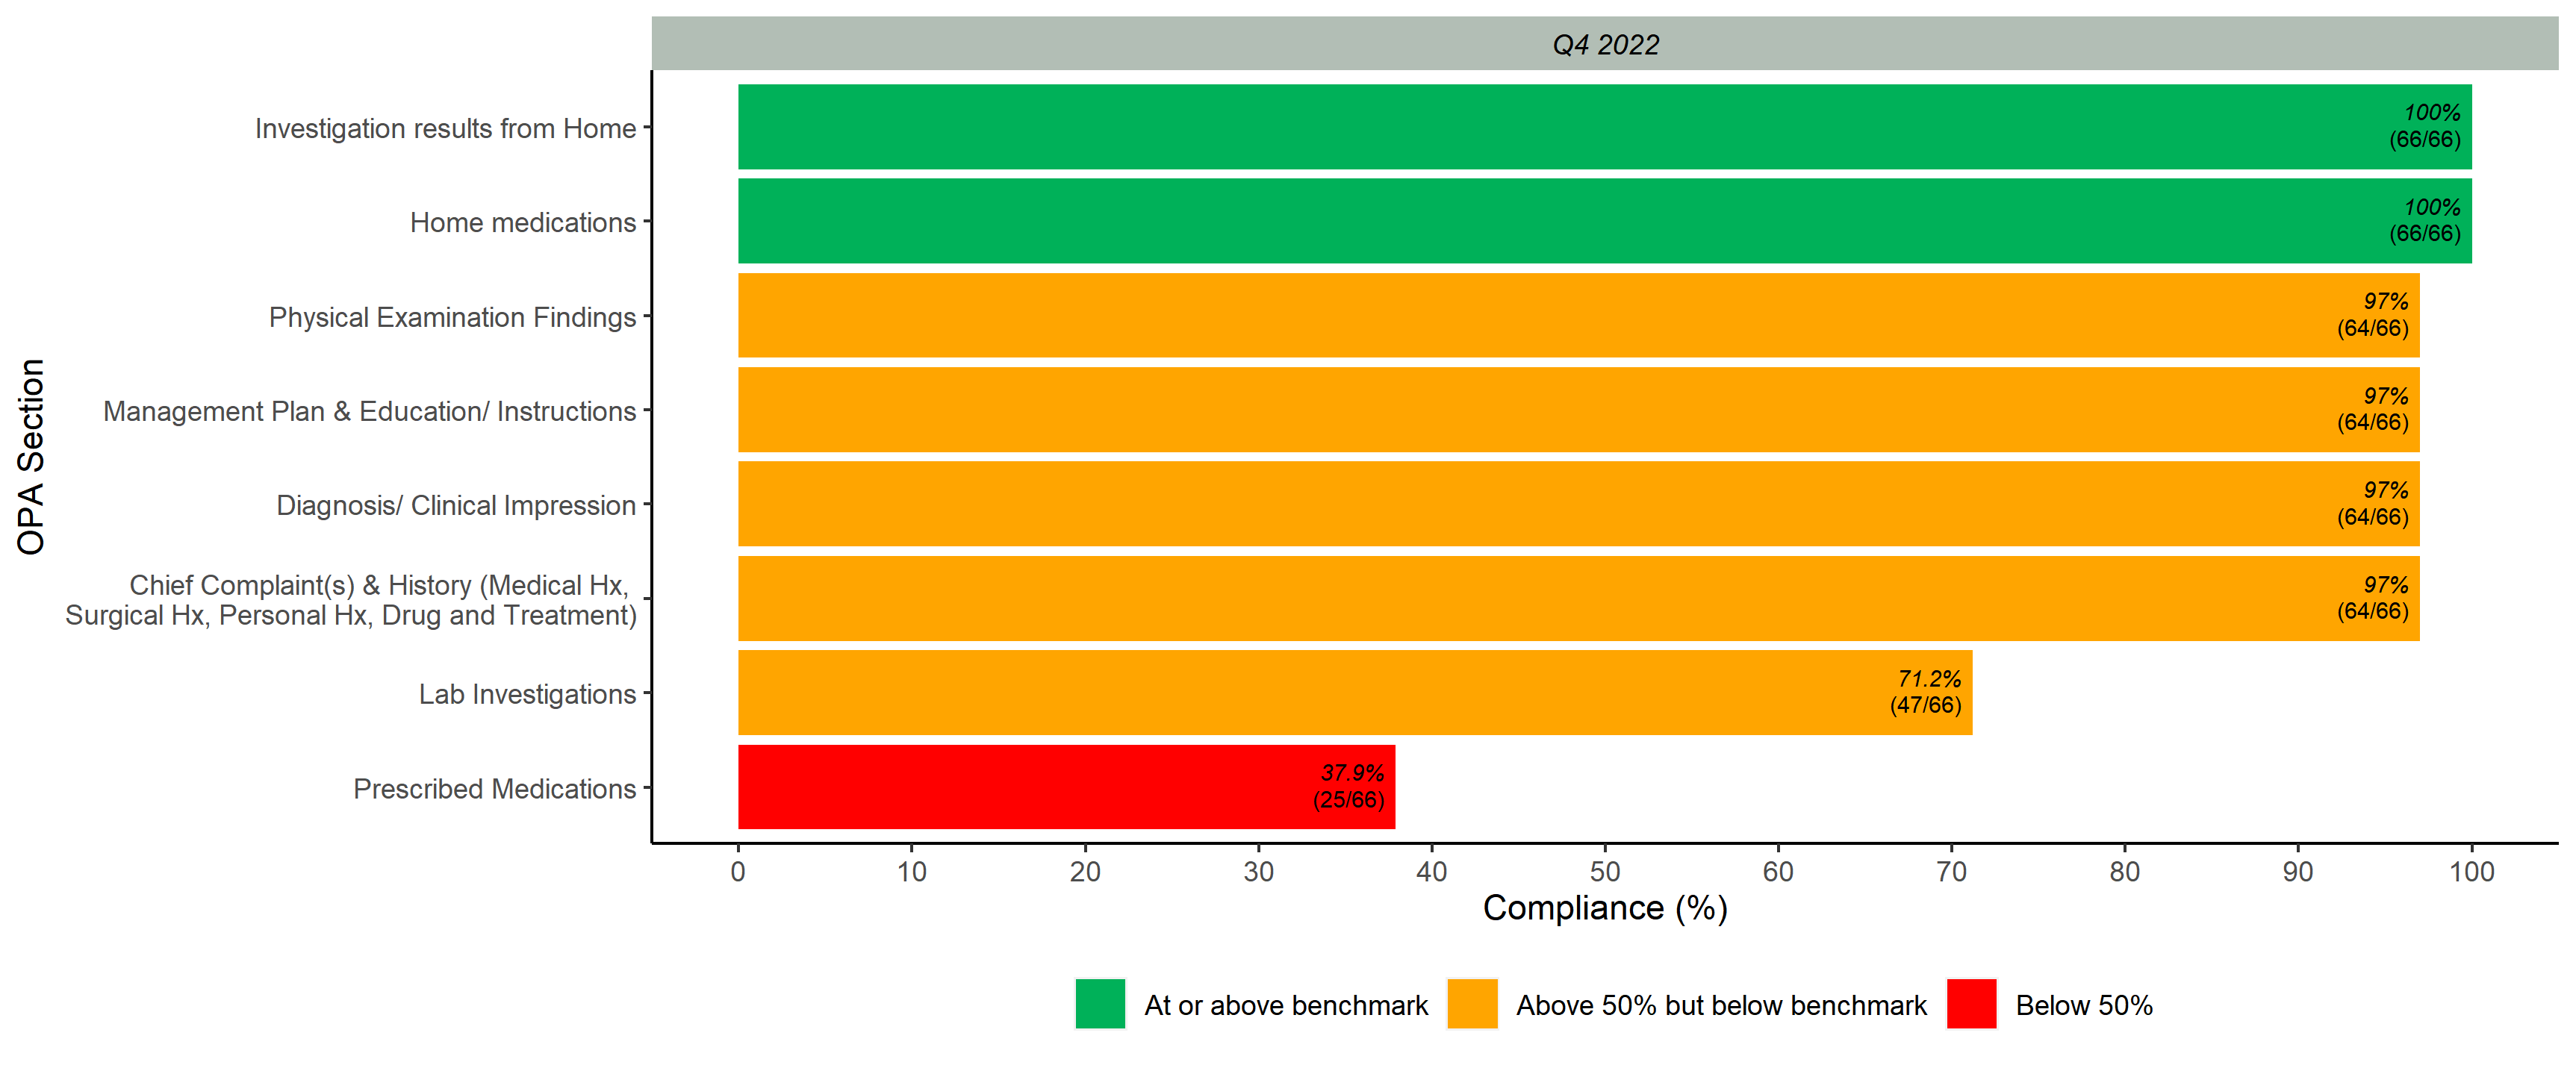 Q4 2022
OPA Section
Investigation results from Home
100%
(66/66)
Home medications
100%
(66/66)
Physical Examination Findings
97%
(64/66)
Management Plan & Education/ Instructions
97%
(64/66)
Diagnosis/ Clinical Impression
97%
(64/66)
Chief Complaint(s) & History (Medical Hx,
Surgical Hx, Personal Hx, Drug and Treatment)
97%
(64/66)
Lab Investigations
71.2%
(47/66)
Prescribed Medications
37.9%
(25/66)
0 10 20 30 40 50 60 70 80 90 100
Compliance (%)
At or above benchmark Above 50% but below benchmark Below 50%